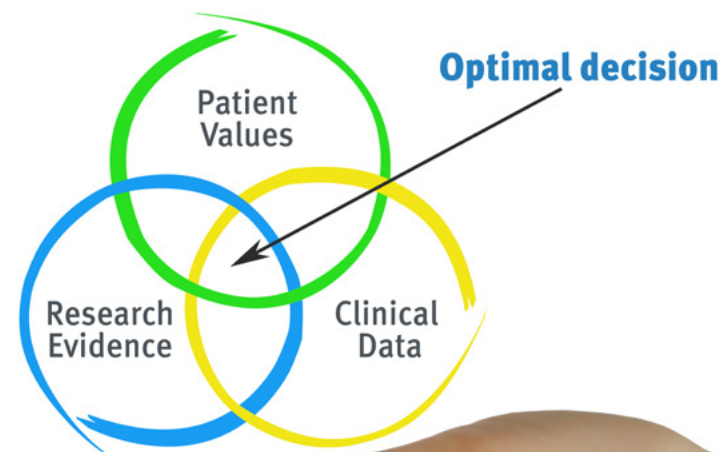 Optimal decision
Patient
Values
Research
Evidence
Clinical
Data